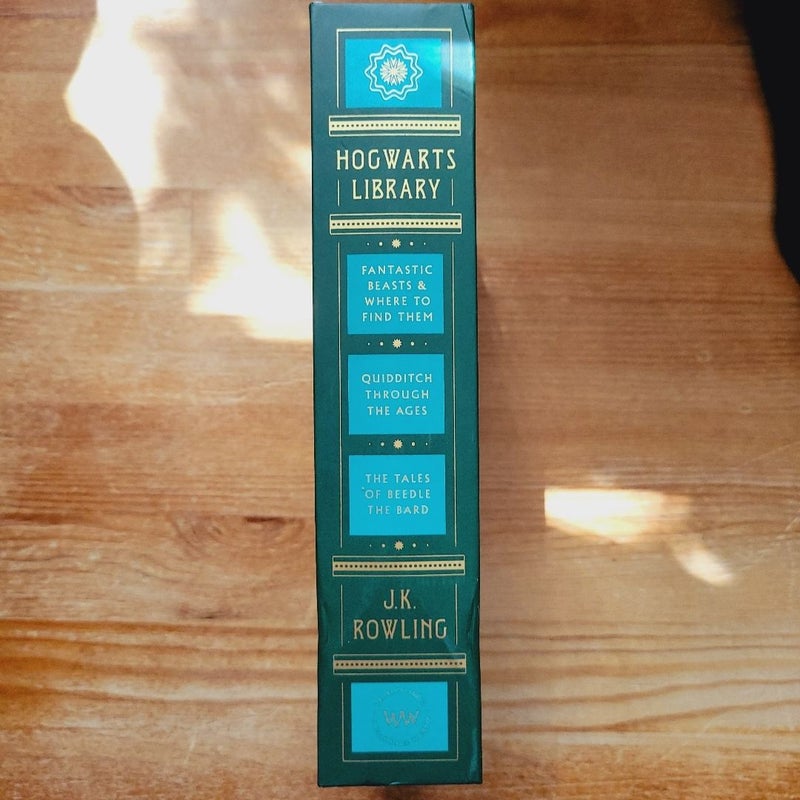 HOGWARTS
LIBRARY
FANTASTIC
BEASTS &
WHERE TO
FIND THEM
QUIDDITCH
THROUGH
THE AGES
THE TALES
OF BEEDLE
THE BARD
J.K.
ROWLING
WW